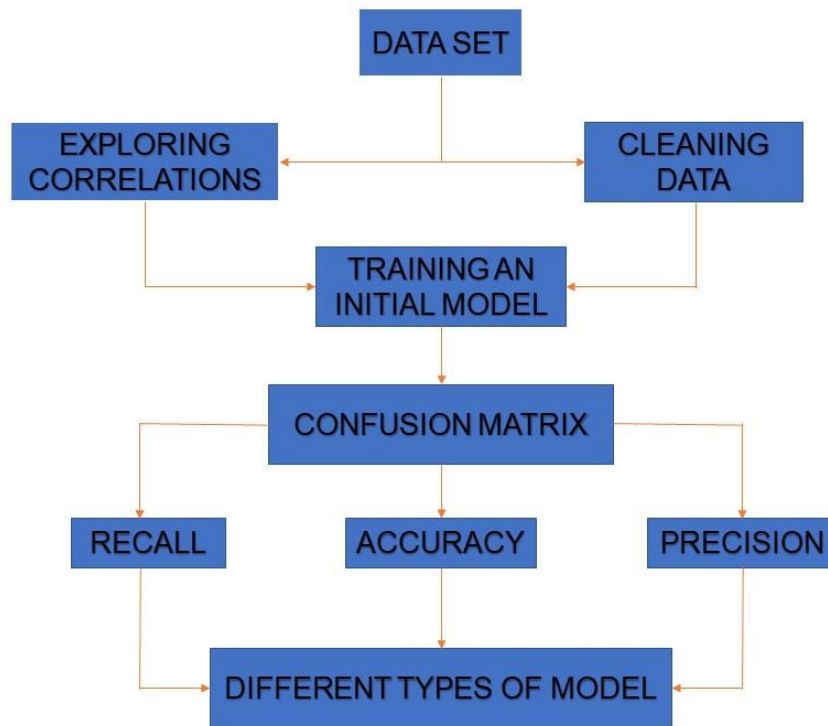 DATA SET
EXPLORING
CORRELATIONS
CLEANING
DATA
TRAINING AN
INITIAL MODEL
CONFUSION MATRIX
RECALL
ACCURACY
PRECISION
DIFFERENT TYPES OF MODEL